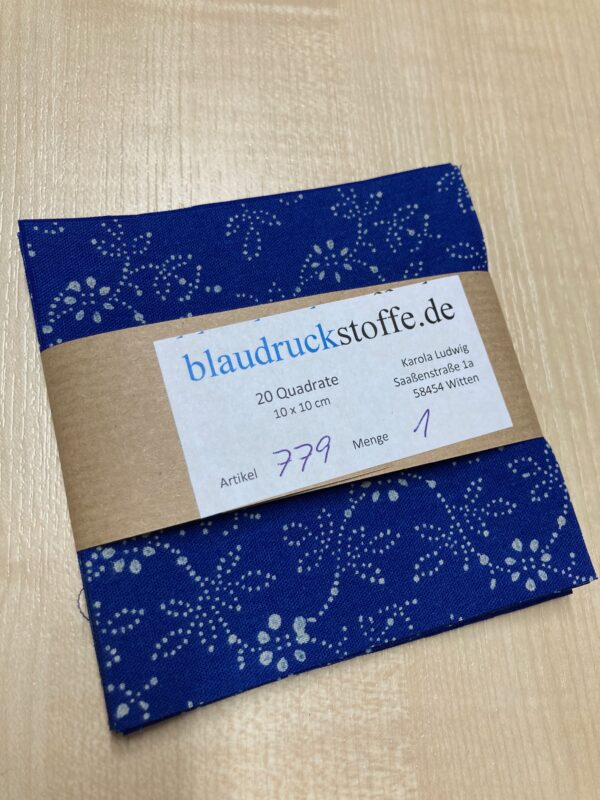 blaudruckstoffe.de
20 Quadrate
10 x 10 cm
Karola Ludwig
Saaßenstraße 1a
58454 Witten
Artikel 779 Menge 1